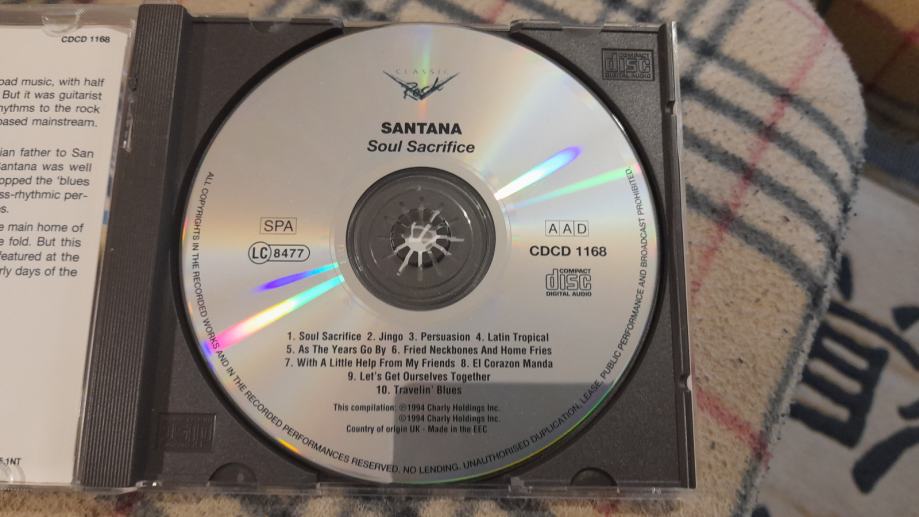 CDCD 1168
oad music, with half
But it was guitarist
hythms to the rock
based mainstream.
ian father to San
Santana was well
opped the 'blues
ss-rhythmic per-
s.
e main home of
e fold. But this
featured at the
rly days of the
5 1NT
CLASSIC
Rock
SANTANA
Soul Sacrifice
SPA
LC 8477
AAD
CDCD 1168
COMPACT
disc
DIGITAL AUDIO
1. Soul Sacrifice 2. Jingo 3. Persuasion 4. Latin Tropical
5. As The Years Go By 6. Fried Neckbones And Home Fries
7. With A Little Help From My Friends 8. El Corazon Manda
9. Let's Get Ourselves Together
10. Travelin' Blues
This compilation: ℗1994 Charly Holdings Inc.
©1994 Charly Holdings Inc.
Country of origin UK - Made in the EEC
ALL COPYRIGHTS IN THE RECORDED WORKS AND IN THE RECORDED PERFORMANCES RESERVED. NO LENDING. UNAUTHORISED DUPLICATION, LEASE, PUBLIC PERFORMANCE AND BROADCAST PROHIBITED.
COMPACT
disc
DIGITAL AUDIO